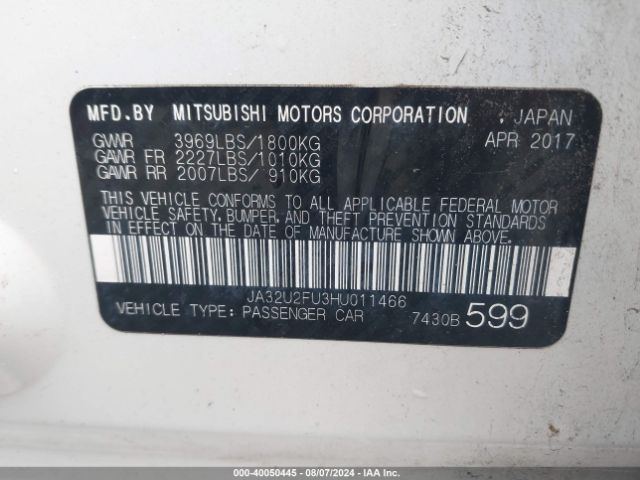 MFD.BY MITSUBISHI MOTORS CORPORATION . JAPAN
GVWR 3969LBS/1800KG APR 2017
GAWR FR 2227LBS/1010KG
GAWR RR 2007LBS/ 910KG
THIS VEHICLE CONFORMS TO ALL APPLICABLE FEDERAL MOTOR
VEHICLE SAFETY, BUMPER, AND THEFT PREVENTION STANDARDS
IN EFFECT ON THE DATE OF MANUFACTURE SHOWN ABOVE.
JA32U2FU3HU011466
VEHICLE TYPE: PASSENGER CAR 7430B 599
000-40050445 - 08/07/2024 - IAA Inc.